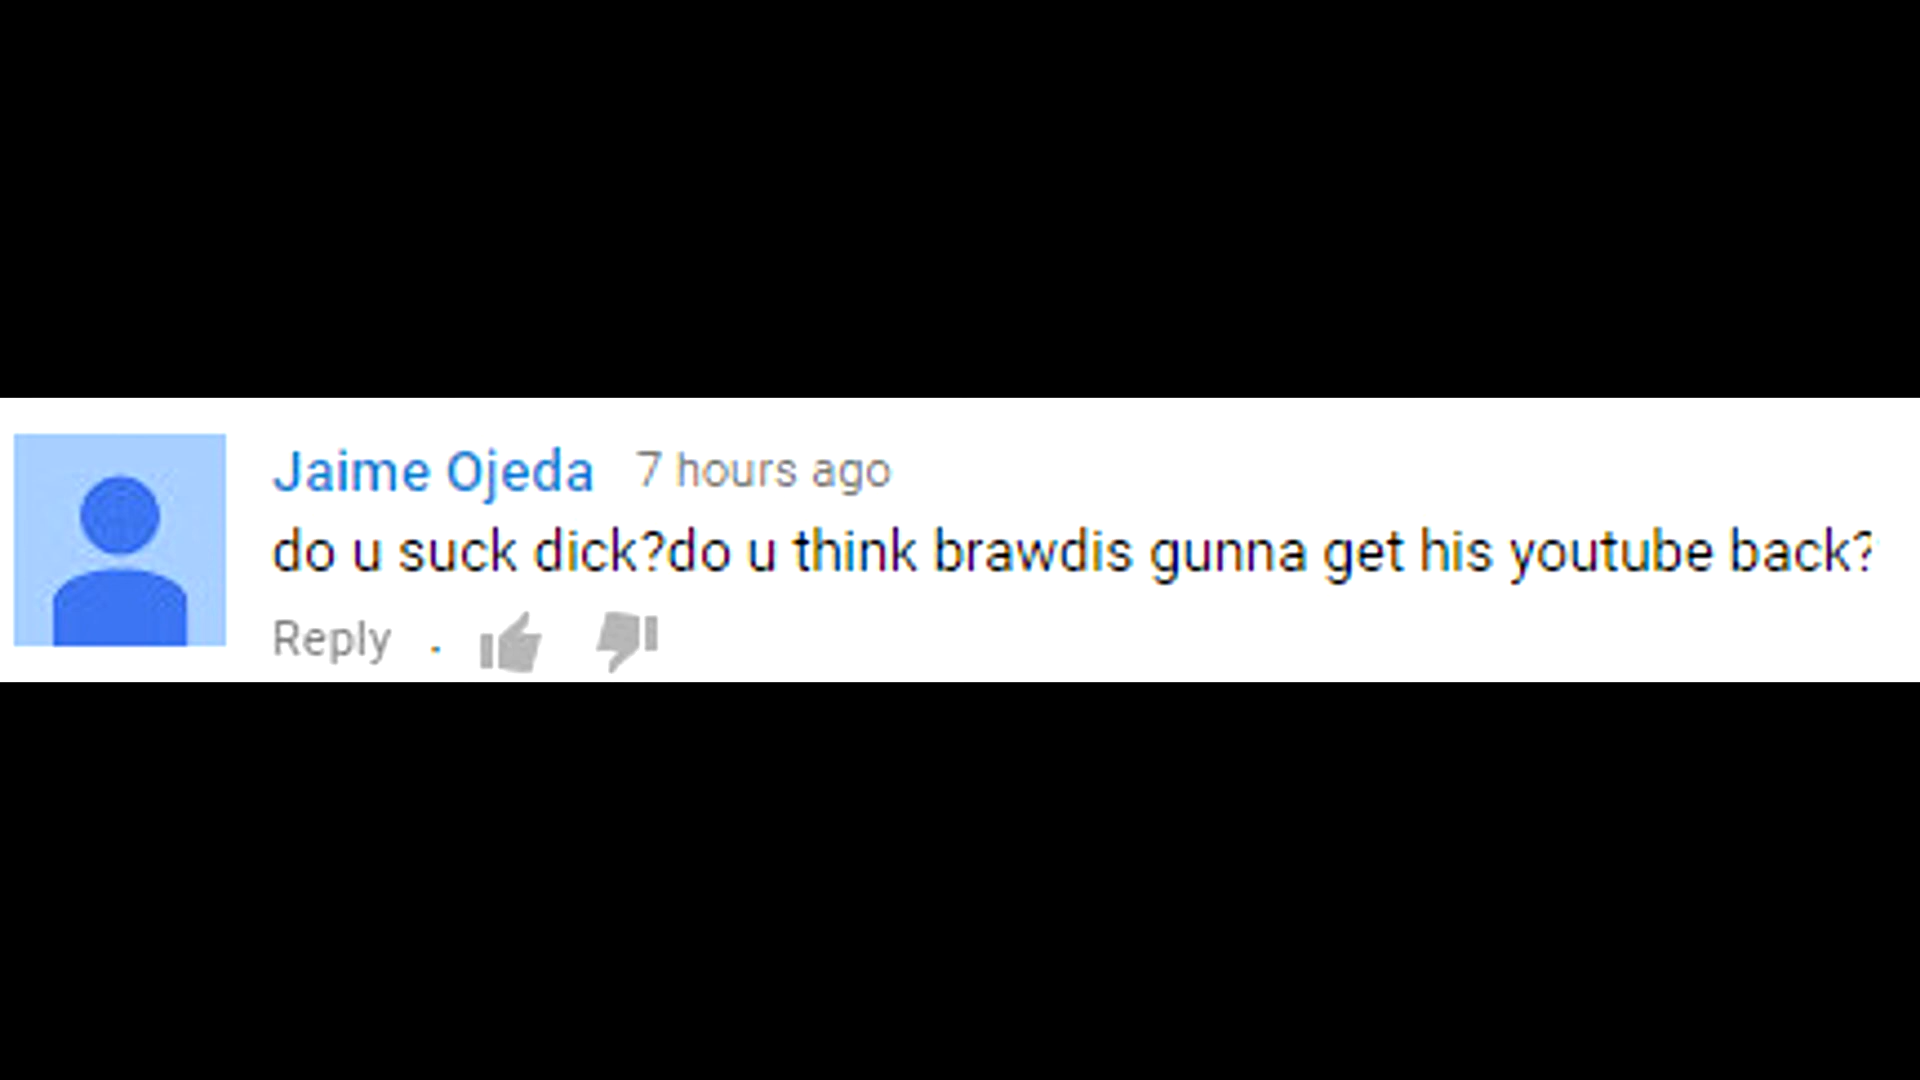 Jaime Ojeda 7 hours ago
do u suck dick?do u think brawdis gunna get his youtube back?
Reply .